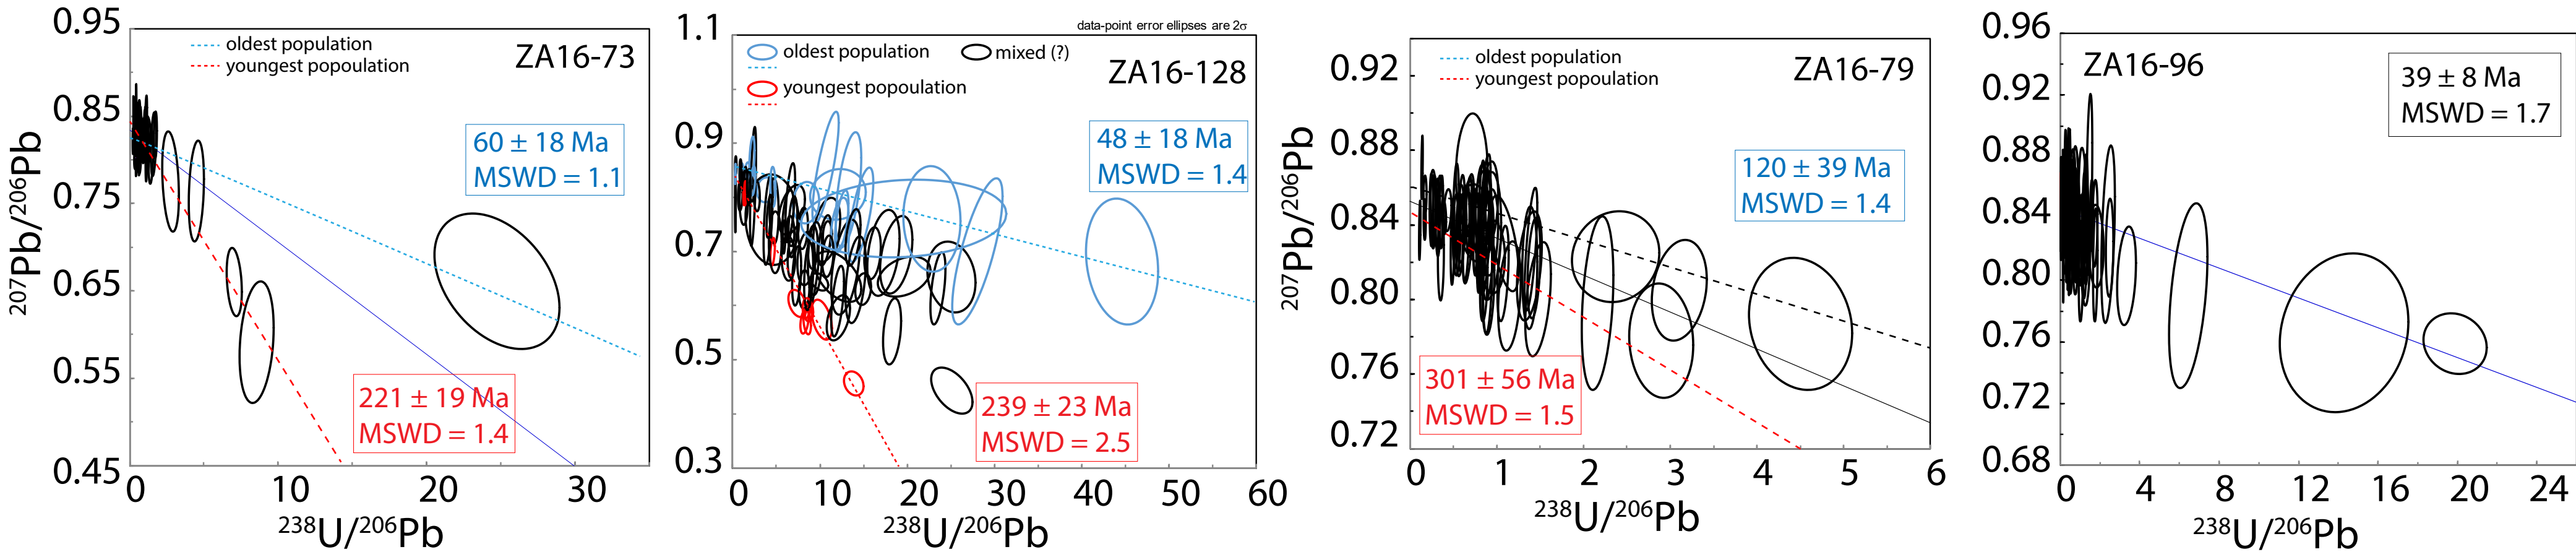 0.95
0.85
0.75
0.65
0.55
0.45
207Pb/206Pb
oldest population
youngest popoulation
ZA16-73
60 ± 18 Ma
MSWD = 1.1
221 ± 19 Ma
MSWD = 1.4
0 10 20 30
238U/206Pb
data-point error ellipses are 2σ
1.1
0.9
0.7
0.5
0.3
oldest population
mixed (?)
youngest popoulation
ZA16-128
48 ± 18 Ma
MSWD = 1.4
239 ± 23 Ma
MSWD = 2.5
0 10 20 30 40 50 60
238U/206Pb
0.92
0.88
0.84
0.80
0.76
0.72
207Pb/206Pb
oldest population
youngest popoulation
ZA16-79
120 ± 39 Ma
MSWD = 1.4
301 ± 56 Ma
MSWD = 1.5
0 1 2 3 4 5 6
238U/206Pb
0.96
0.92
0.88
0.84
0.80
0.76
0.72
0.68
ZA16-96
39 ± 8 Ma
MSWD = 1.7
0 4 8 12 16 20 24
238U/206Pb